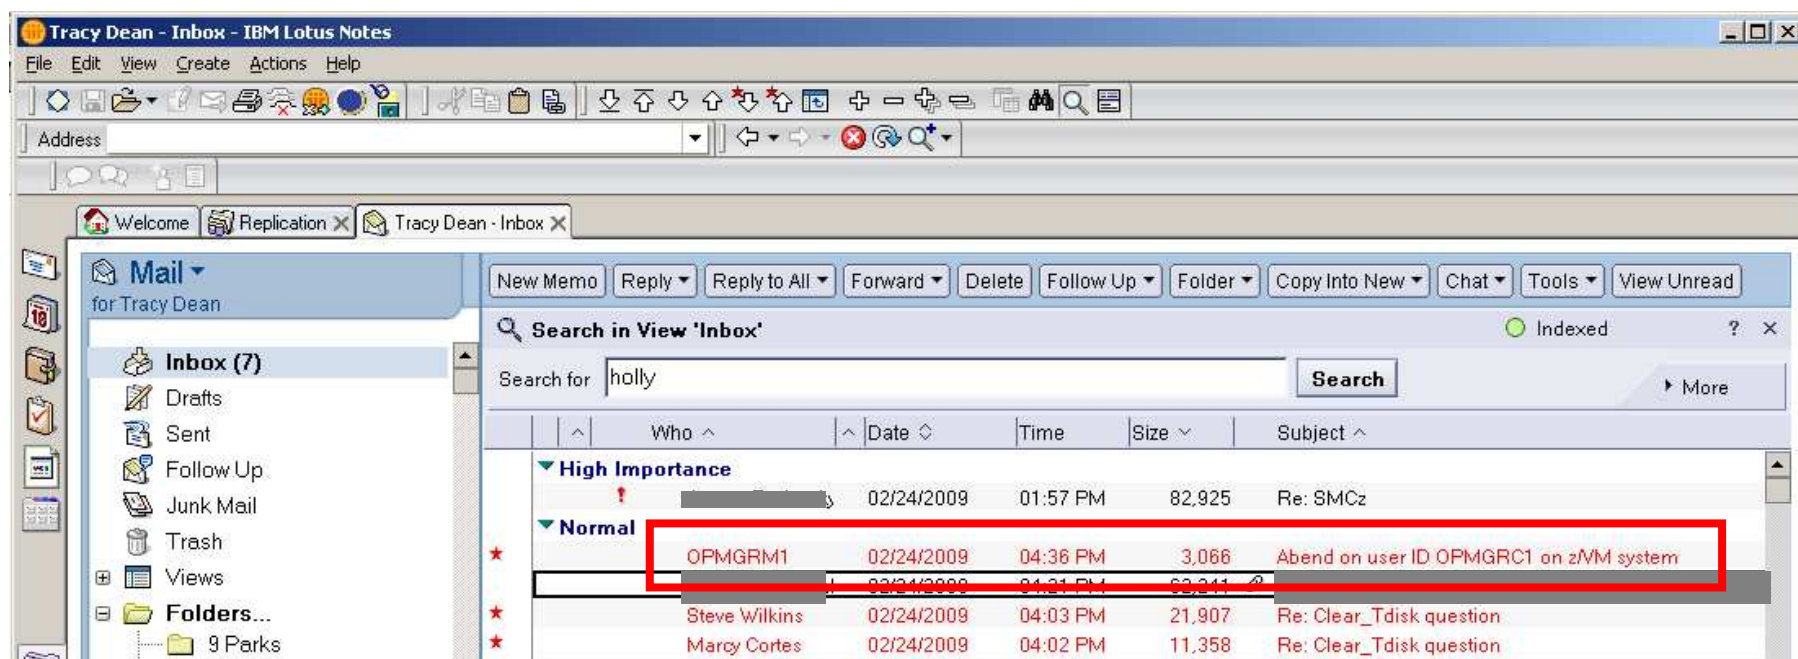 Tracy Dean - Inbox - IBM Lotus Notes
File Edit View Create Actions Help
Address
Welcome Replication Tracy Dean - Inbox
Mail
for Tracy Dean
New Memo Reply Reply to All Forward Delete Follow Up Folder Copy Into New Chat Tools View Unread
Search in View 'Inbox' Indexed ? ×
Search for holly Search More
Inbox (7)
Drafts
Sent
Follow Up
Junk Mail
Trash
Views
Folders...
9 Parks
Who Date Time Size Subject
High Importance
02/24/2009 01:57 PM 82,925 Re: SMCz
Normal
OPMGRM1 02/24/2009 04:36 PM 3,066 Abend on user ID OPMGRC1 on z/VM system
Steve Wilkins 02/24/2009 04:03 PM 21,907 Re: Clear_Tdisk question
Marcy Cortes 02/24/2009 04:02 PM 11,358 Re: Clear_Tdisk question